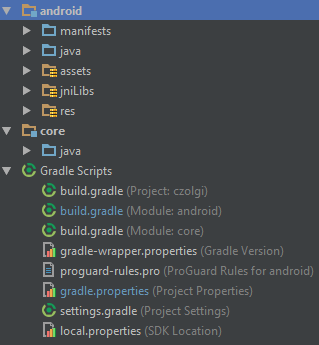 android
manifests
java
assets
jniLibs
res
core
java
Gradle Scripts
build.gradle (Project: czolgi)
build.gradle (Module: android)
build.gradle (Module: core)
gradle-wrapper.properties (Gradle Version)
proguard-rules.pro (ProGuard Rules for android)
gradle.properties (Project Properties)
settings.gradle (Project Settings)
local.properties (SDK Location)